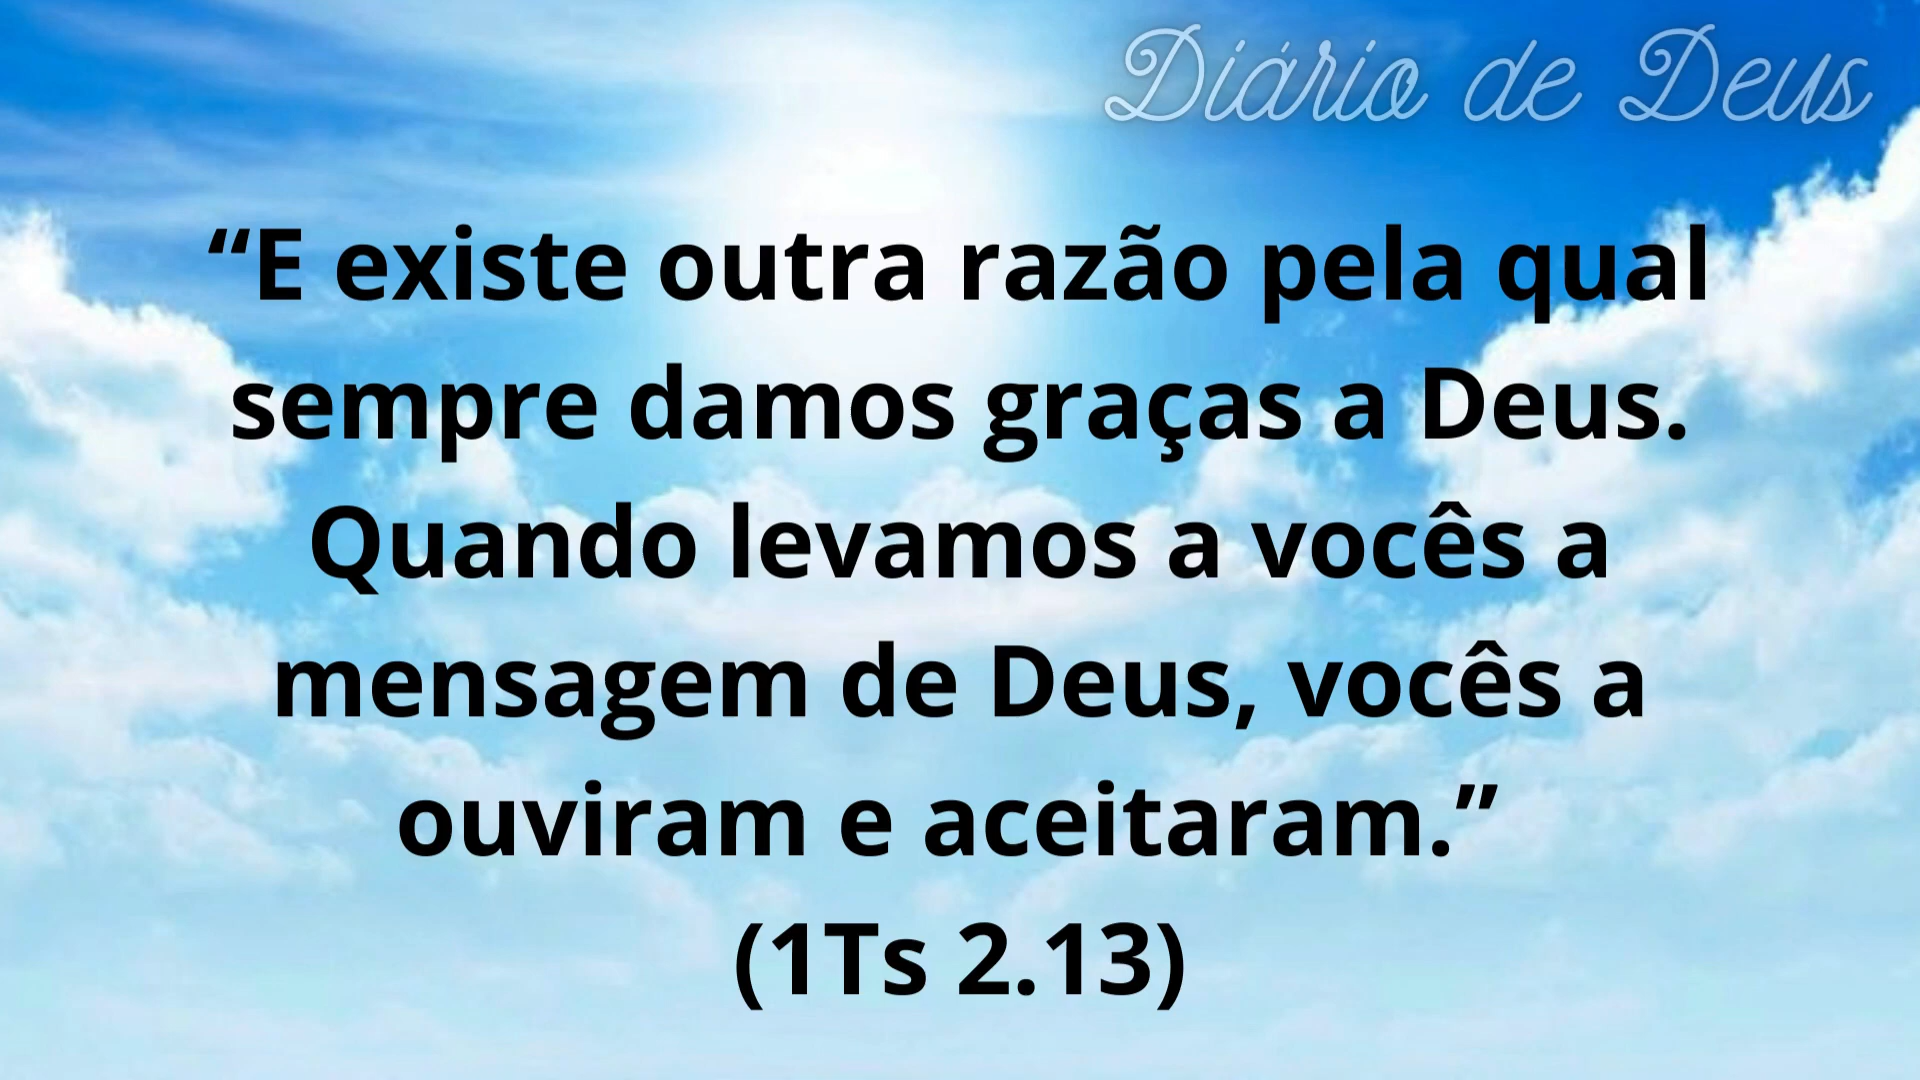 Diário de Deus
“E existe outra razão pela qual
sempre damos graças a Deus.
Quando levamos a vocês a
mensagem de Deus, vocês a
ouviram e aceitaram.”
(1Ts 2.13)